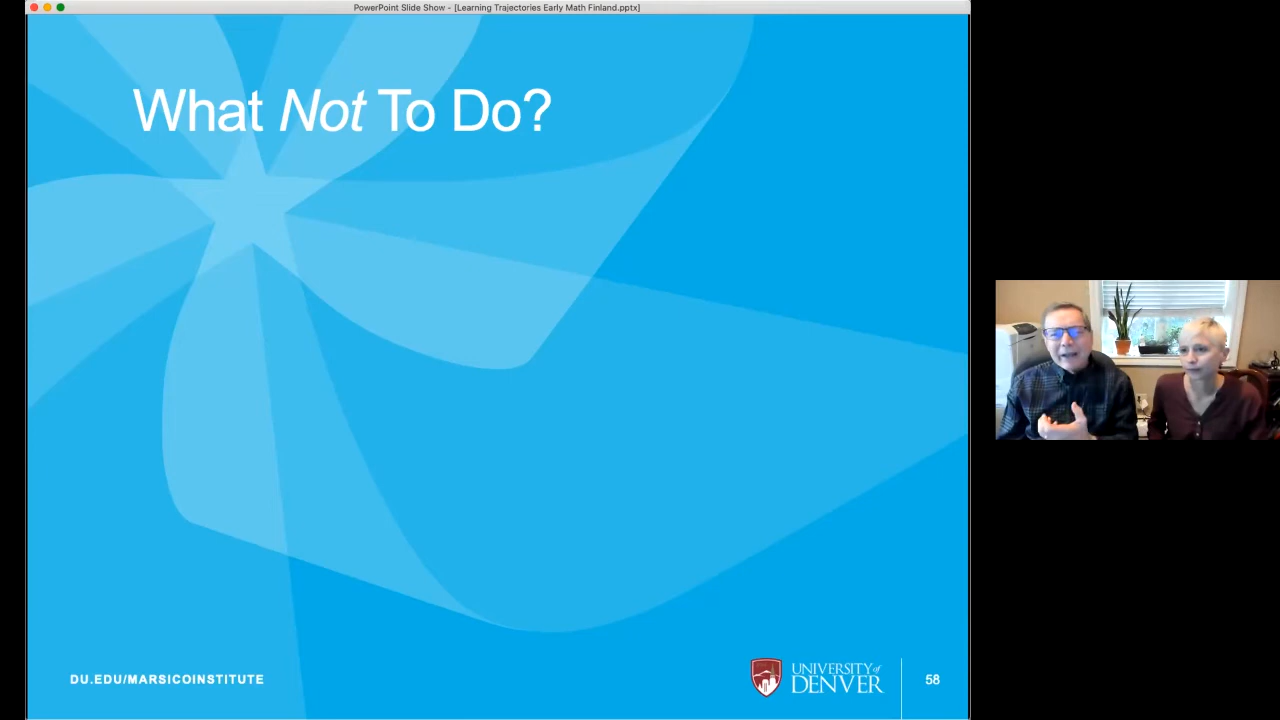 PowerPoint Slide Show - [Learning Trajectories Early Math Finland.pptx]
What Not To Do?
DU.EDU/MARSICOINSTITUTE
UNIVERSITY of
DENVER
58